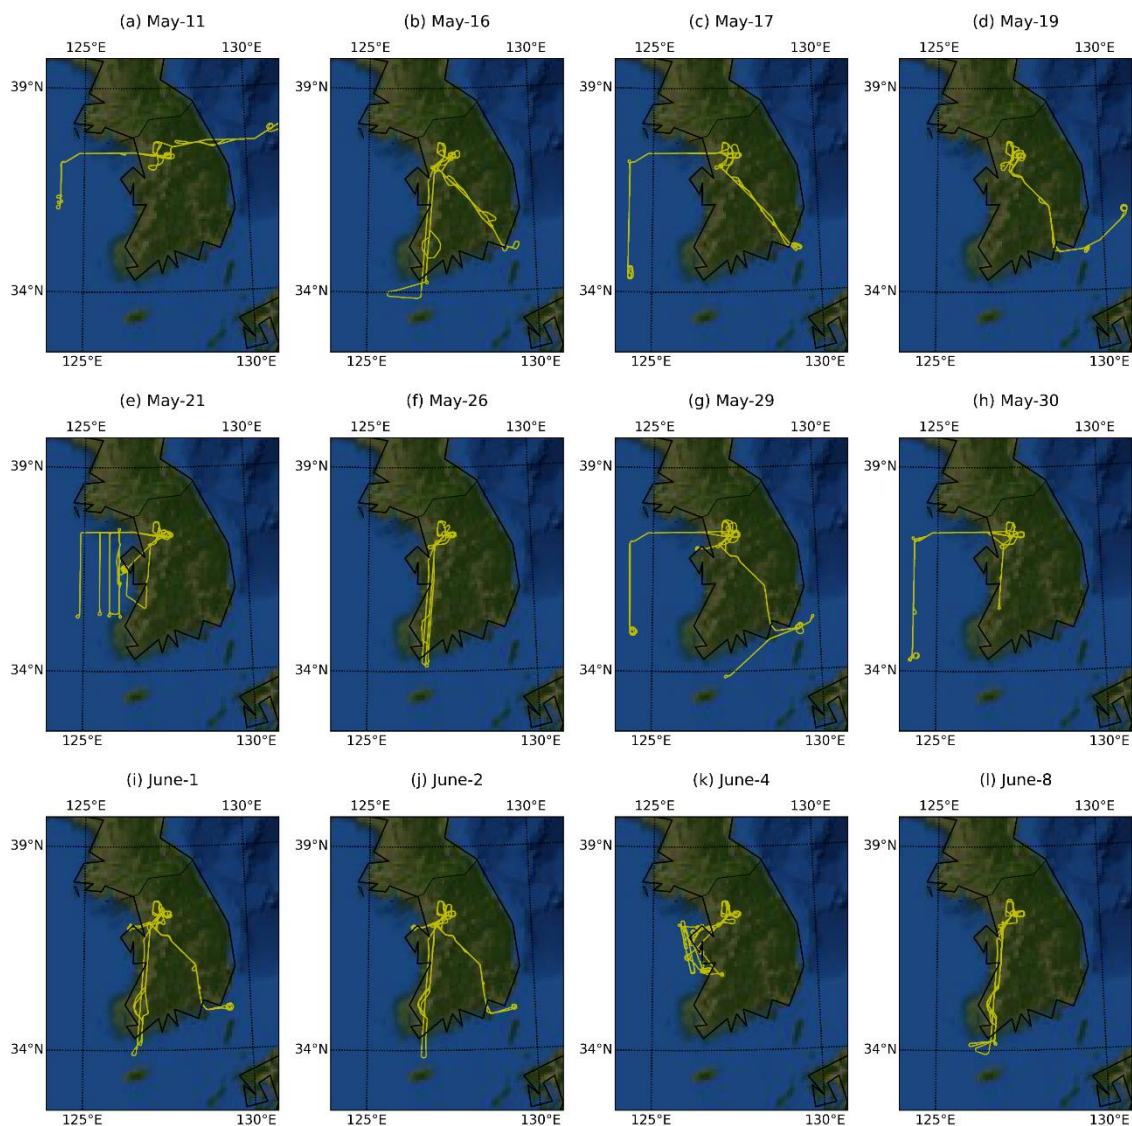 (a) May-11 (b) May-16 (c) May-17 (d) May-19
125°E 130°E 125°E 130°E 125°E 130°E 125°E 130°E
39°N 39°N 39°N 39°N
34°N 34°N 34°N 34°N
125°E 130°E 125°E 130°E 125°E 130°E 125°E 130°E
(e) May-21 (f) May-26 (g) May-29 (h) May-30
125°E 130°E 125°E 130°E 125°E 130°E 125°E 130°E
39°N 39°N 39°N 39°N
34°N 34°N 34°N 34°N
125°E 130°E 125°E 130°E 125°E 130°E 125°E 130°E
(i) June-1 (j) June-2 (k) June-4 (l) June-8
125°E 130°E 125°E 130°E 125°E 130°E 125°E 130°E
39°N 39°N 39°N 39°N
34°N 34°N 34°N 34°N
125°E 130°E 125°E 130°E 125°E 130°E 125°E 130°E